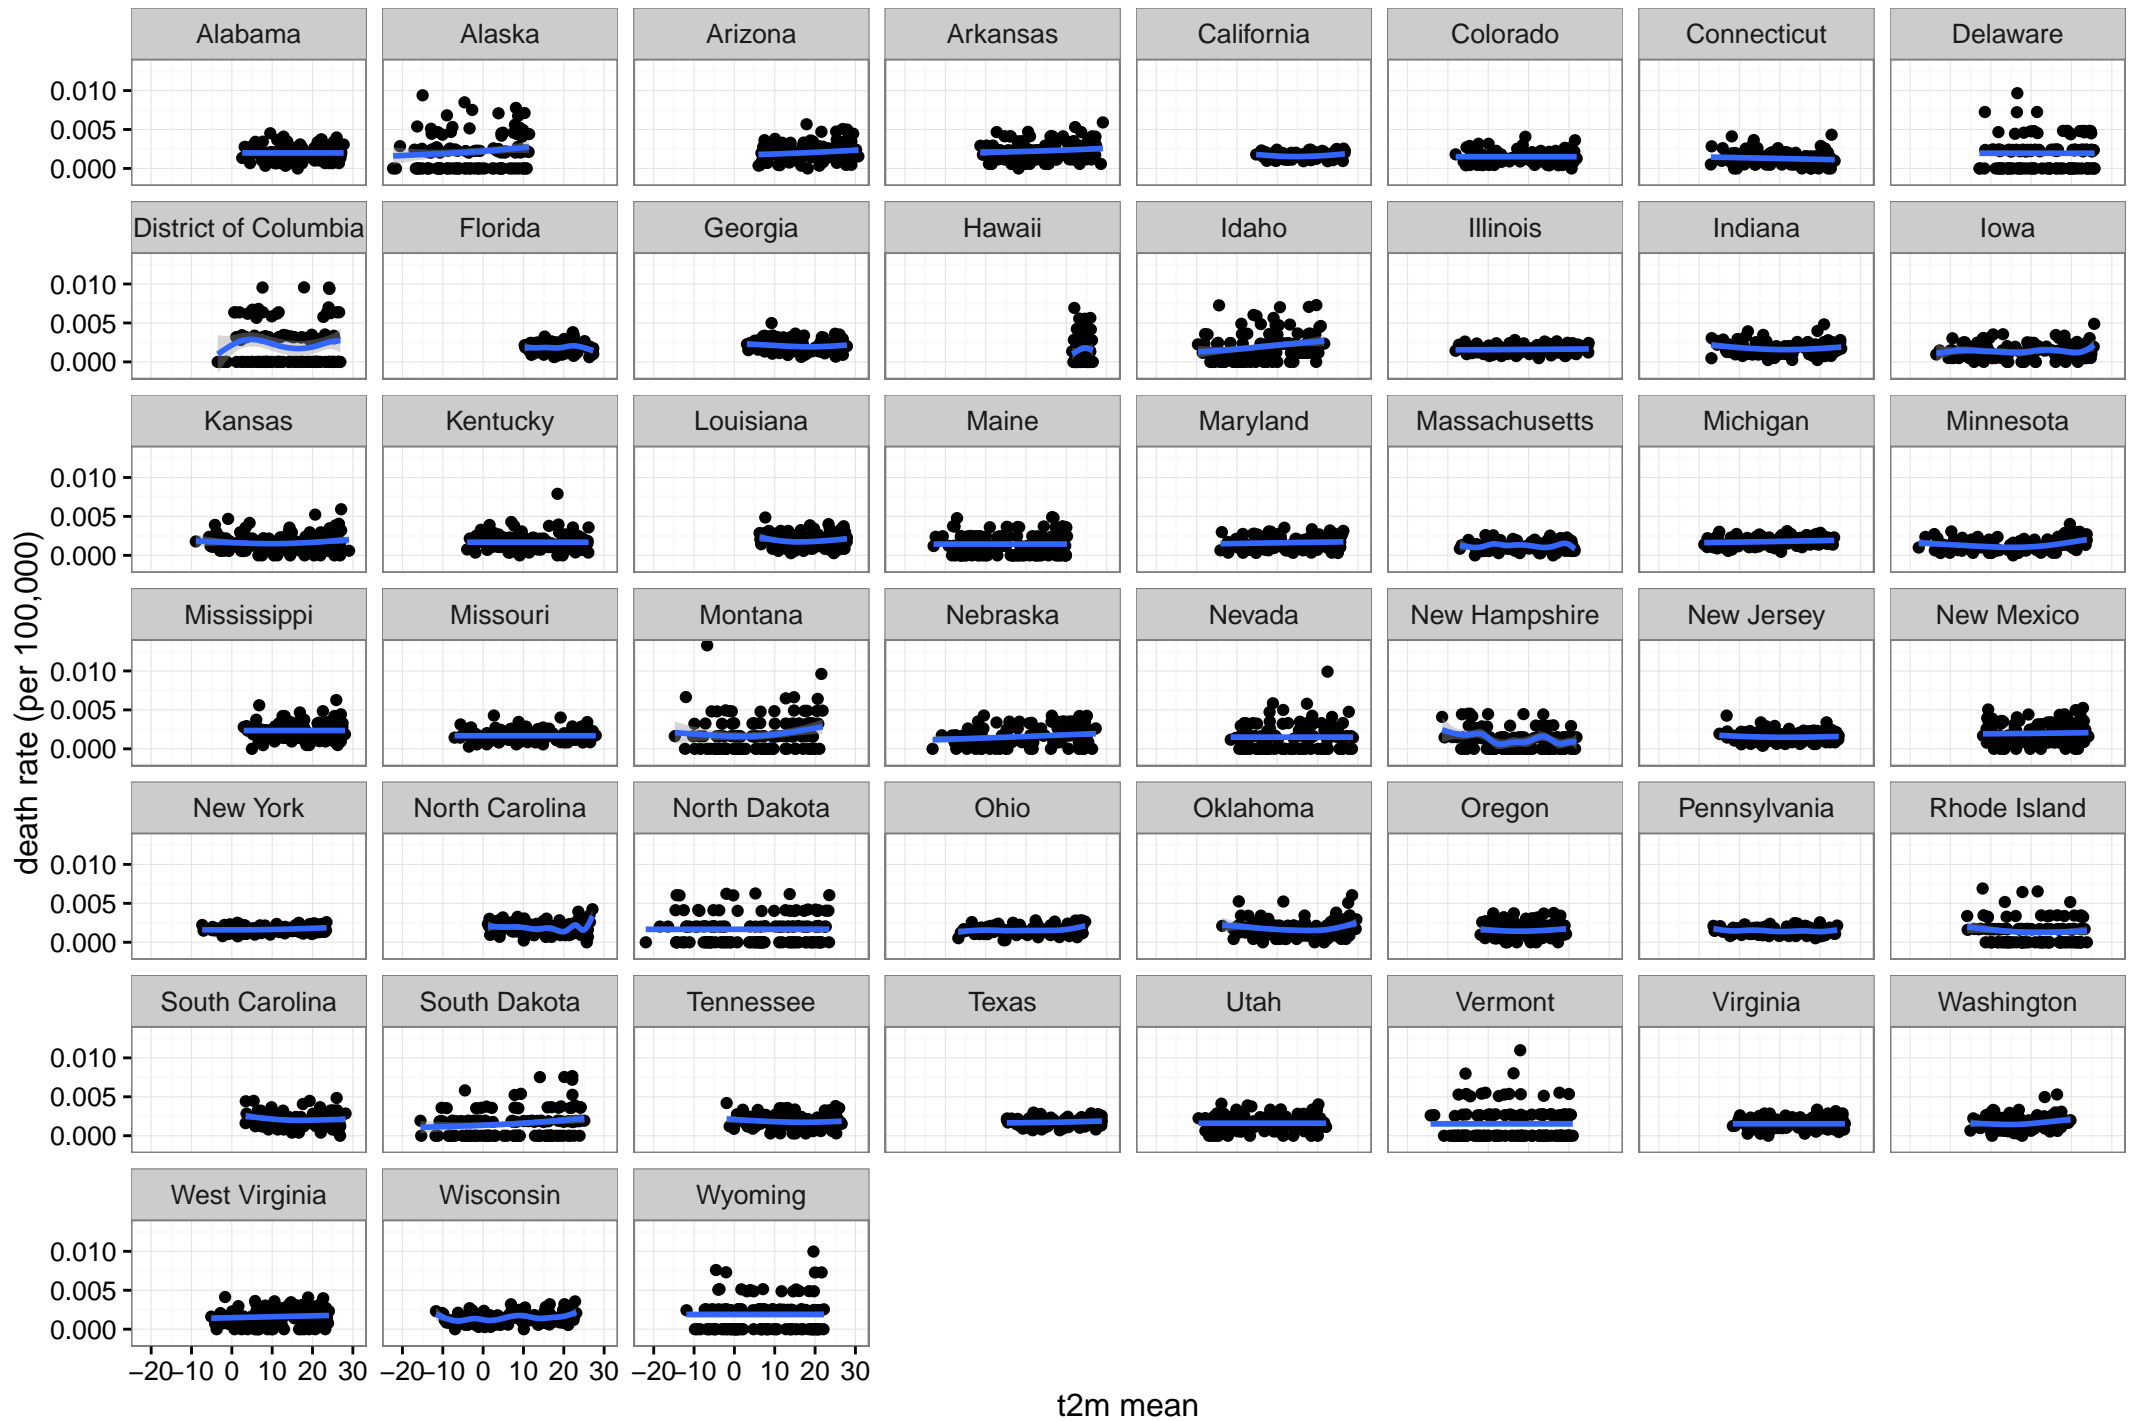 Alabama Alaska Arizona Arkansas California Colorado Connecticut Delaware
0.010
0.005
0.000
District of Columbia Florida Georgia Hawaii Idaho Illinois Indiana Iowa
0.010
0.005
0.000
Kansas Kentucky Louisiana Maine Maryland Massachusetts Michigan Minnesota
0.010
0.005
0.000
death rate (per 100,000)
Mississippi Missouri Montana Nebraska Nevada New Hampshire New Jersey New Mexico
0.010
0.005
0.000
New York North Carolina North Dakota Ohio Oklahoma Oregon Pennsylvania Rhode Island
0.010
0.005
0.000
South Carolina South Dakota Tennessee Texas Utah Vermont Virginia Washington
0.010
0.005
0.000
West Virginia Wisconsin Wyoming
0.010
0.005
0.000
−20 −10 0 10 20 30 −20 −10 0 10 20 30 −20 −10 0 10 20 30
t2m mean